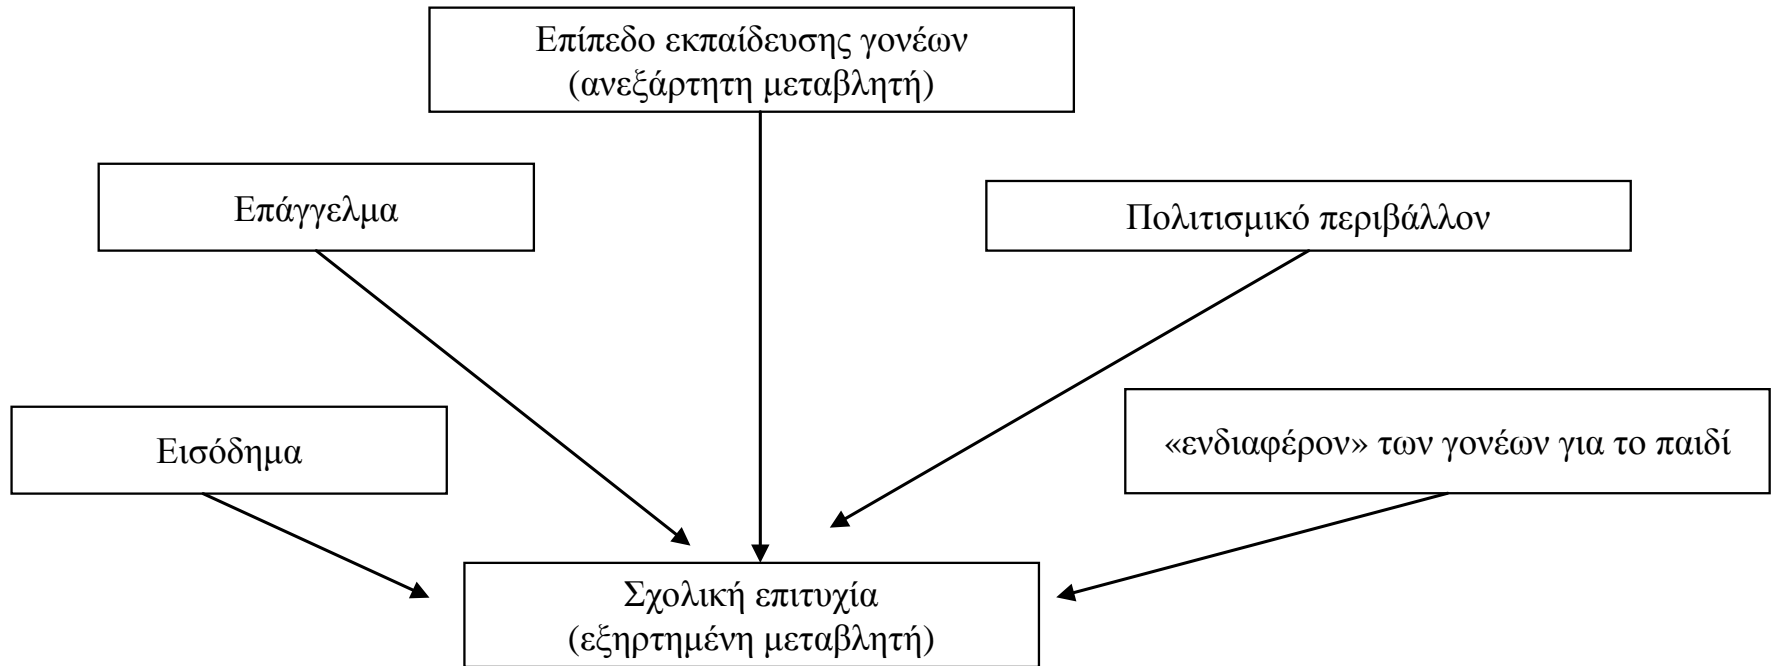 Επίπεδο εκπαίδευσης γονέων
(ανεξάρτητη μεταβλητή)
Επάγγελμα
Πολιτισμικό περιβάλλον
Εισόδημα
«ενδιαφέρον» των γονέων για το παιδί
Σχολική επιτυχία
(εξηρτημένη μεταβλητή)